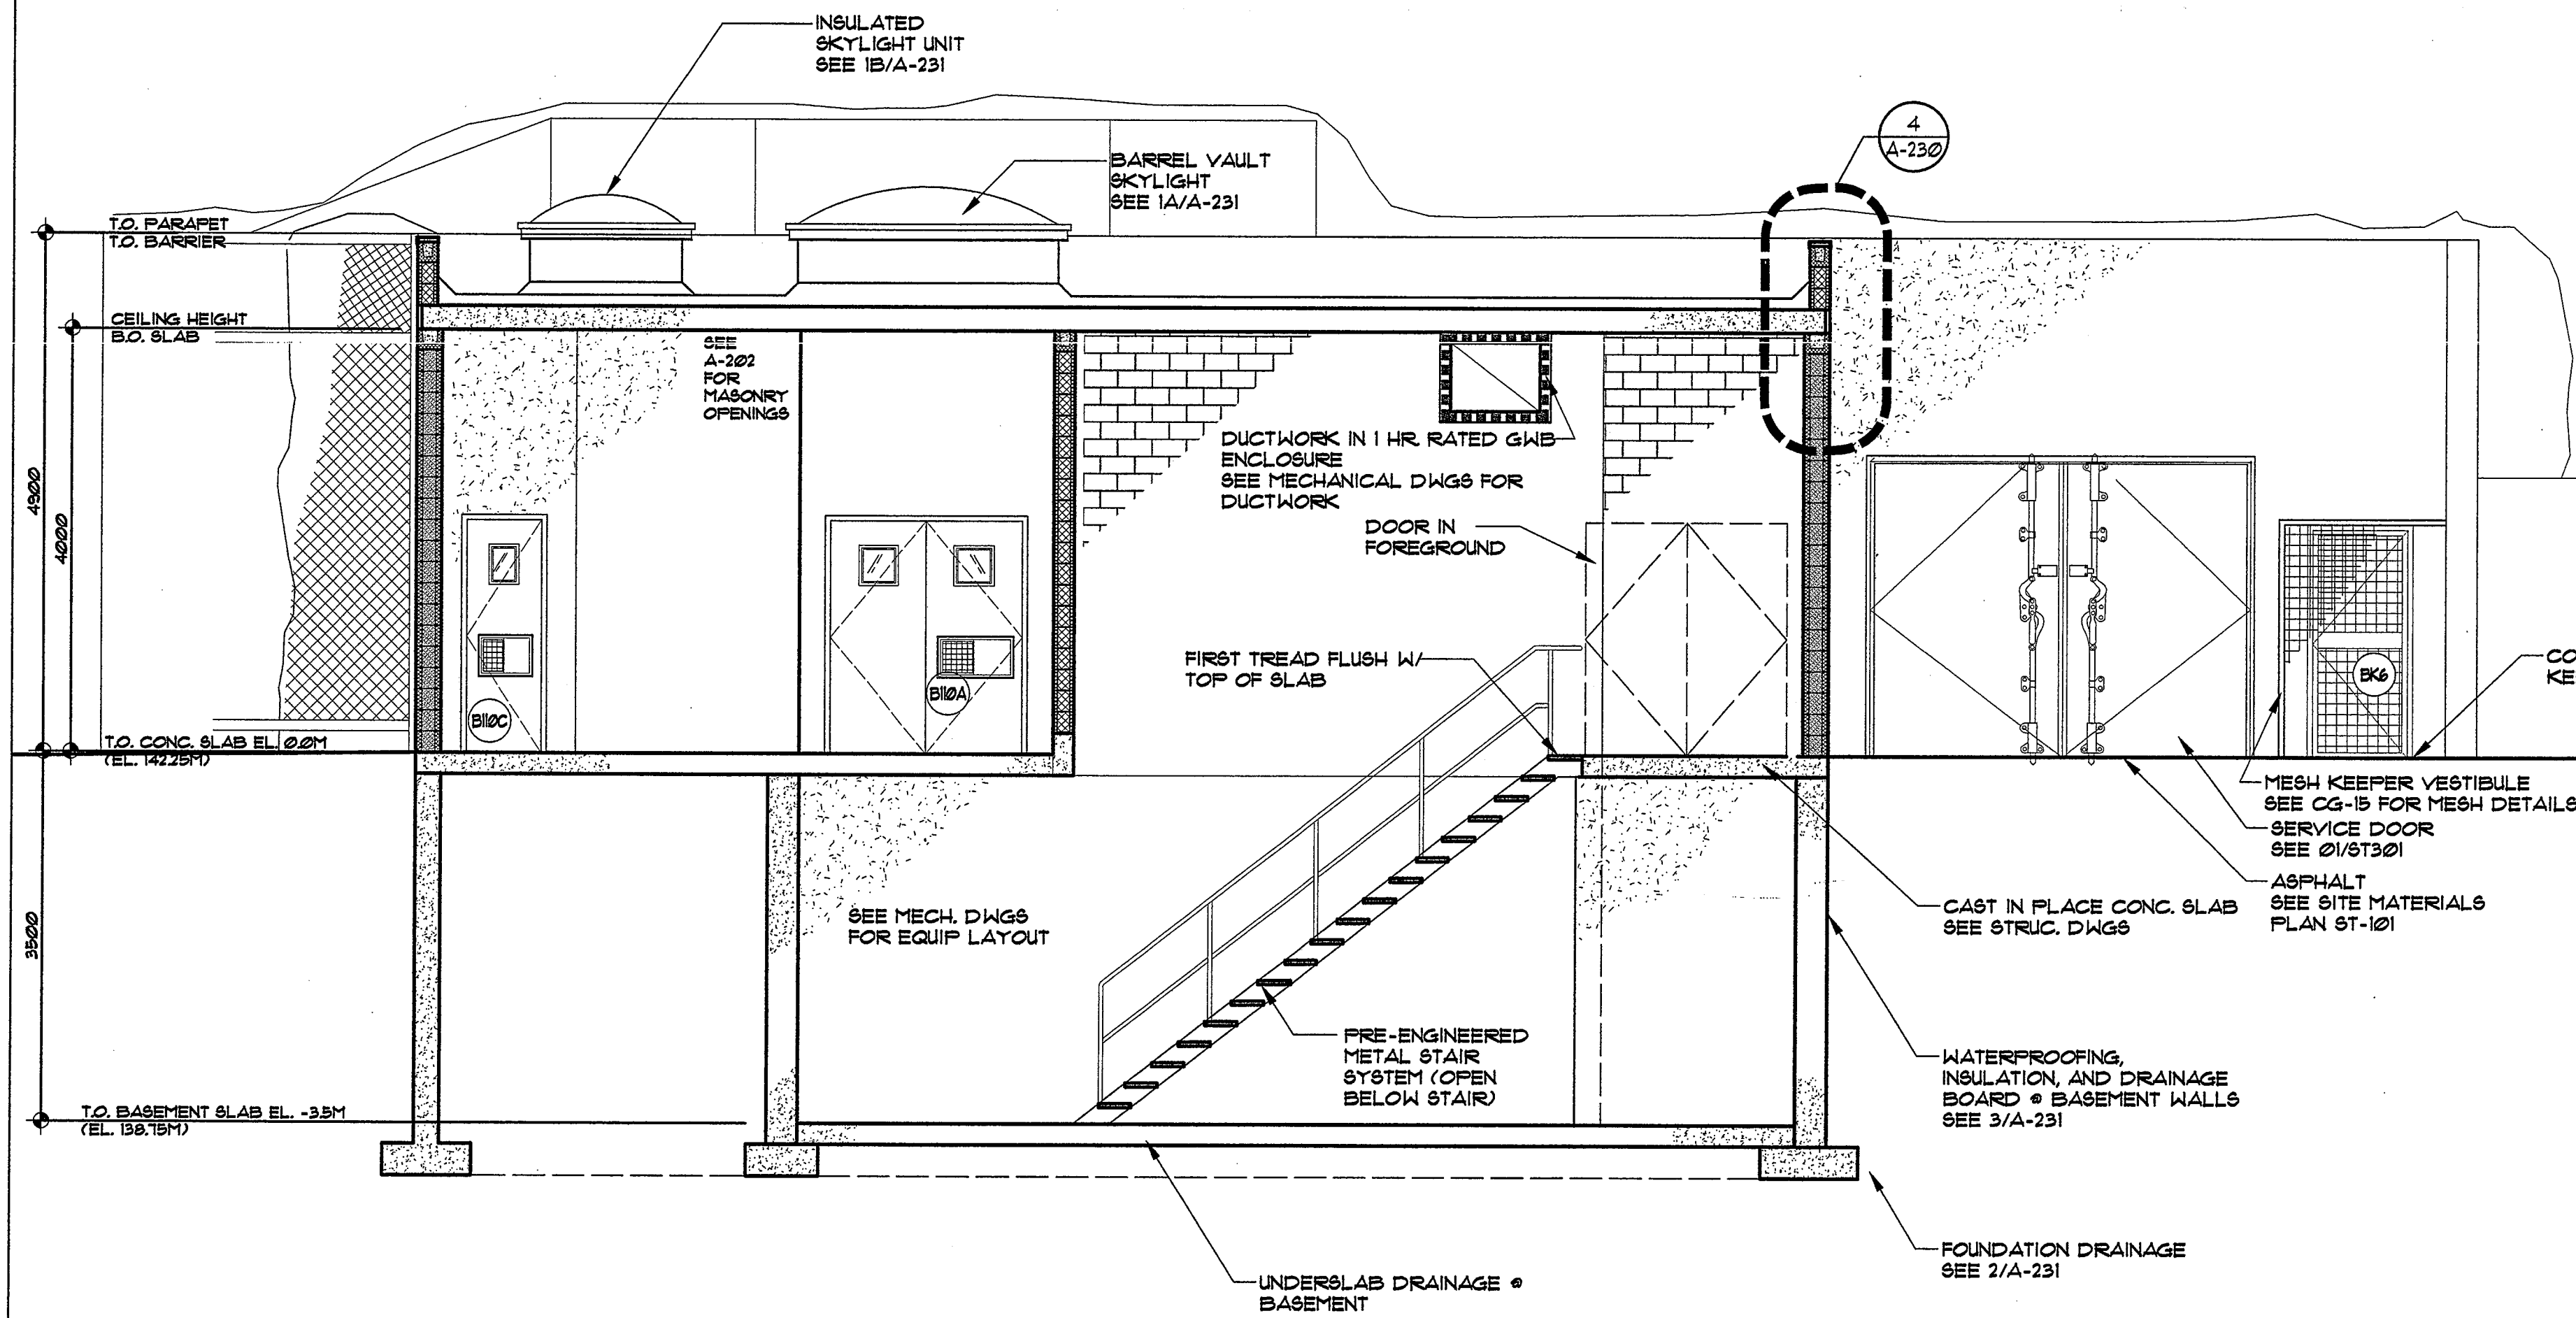 INSULATED
SKYLIGHT UNIT
SEE 1B/A-231
4
A-230
BARREL VAULT
SKYLIGHT
SEE 1A/A-231
T.O. PARAPET
T.O. BARRIER
CEILING HEIGHT
B.O. SLAB
SEE
A-202
FOR
MASONRY
OPENINGS
DUCTWORK IN 1 HR. RATED GWB
ENCLOSURE
SEE MECHANICAL DWGS FOR
DUCTWORK
4900
4000
DOOR IN
FOREGROUND
FIRST TREAD FLUSH W/
TOP OF SLAB
CO
KE
BK6
B110A
B110C
T.O. CONC. SLAB EL. 0.0M
(EL. 142.25M)
MESH KEEPER VESTIBULE
SEE CG-15 FOR MESH DETAILS
SERVICE DOOR
SEE 01/ST301
ASPHALT
SEE SITE MATERIALS
PLAN ST-101
CAST IN PLACE CONC. SLAB
SEE STRUC. DWGS
SEE MECH. DWGS
FOR EQUIP LAYOUT
3500
PRE-ENGINEERED
METAL STAIR
SYSTEM (OPEN
BELOW STAIR)
WATERPROOFING,
INSULATION, AND DRAINAGE
BOARD @ BASEMENT WALLS
SEE 3/A-231
T.O. BASEMENT SLAB EL. -3.5M
(EL. 138.75M)
FOUNDATION DRAINAGE
SEE 2/A-231
UNDERSLAB DRAINAGE @
BASEMENT